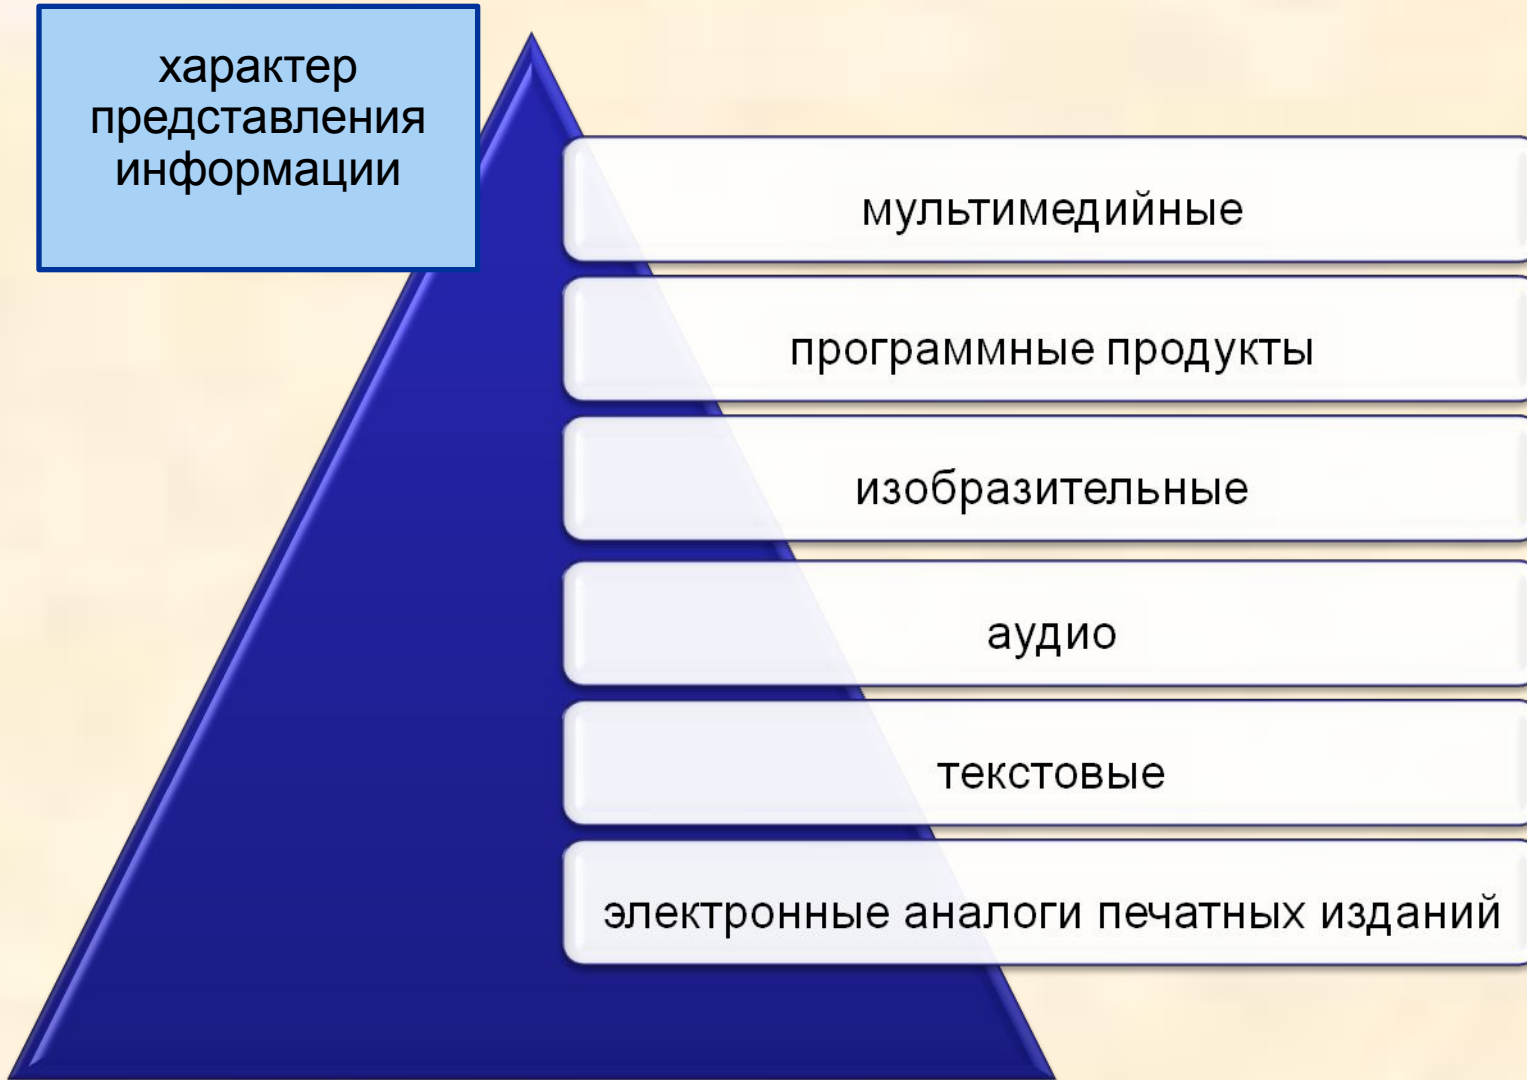 характер
представления
информации
мультимедийные
программные продукты
изобразительные
аудио
текстовые
электронные аналоги печатных изданий